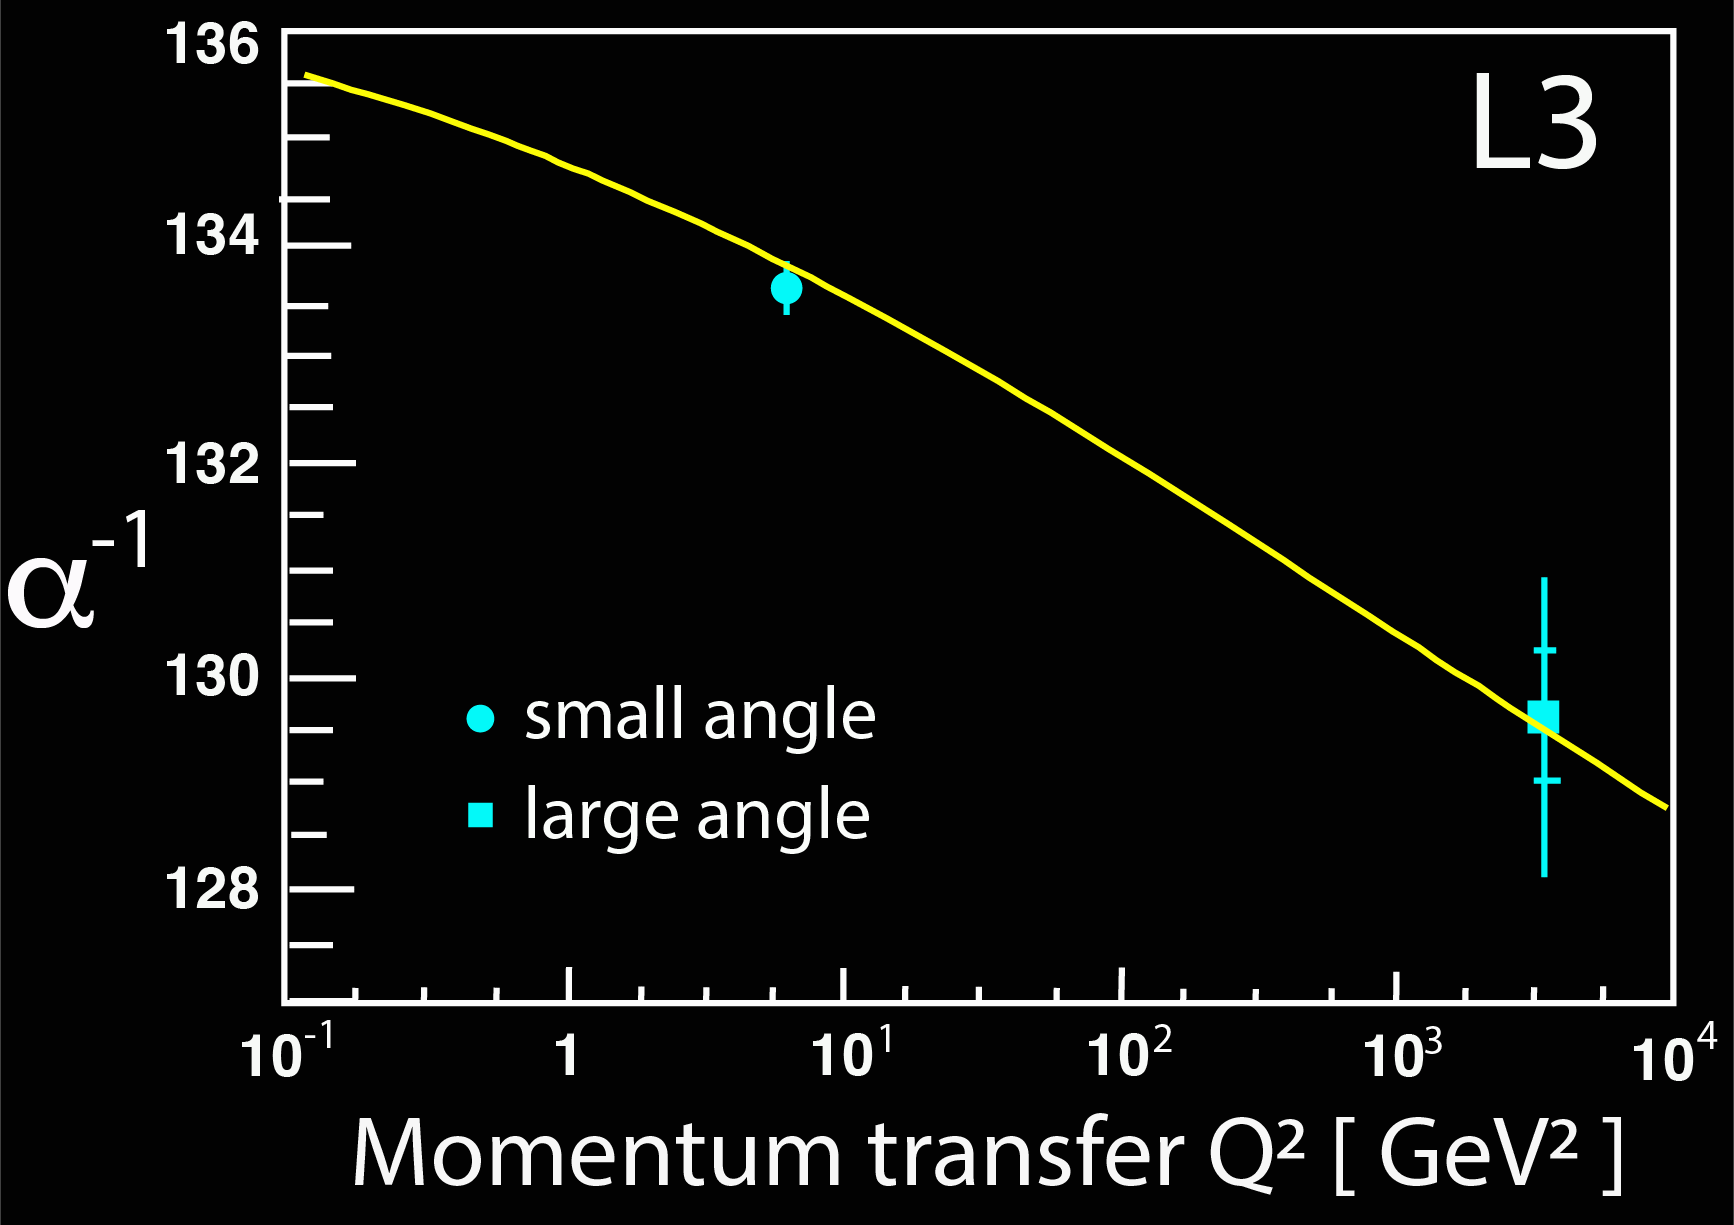 L3
136
134
132
130
128
α⁻¹
small angle
large angle
10⁻¹ 1 10¹ 10² 10³ 10⁴
Momentum transfer Q² [ GeV² ]